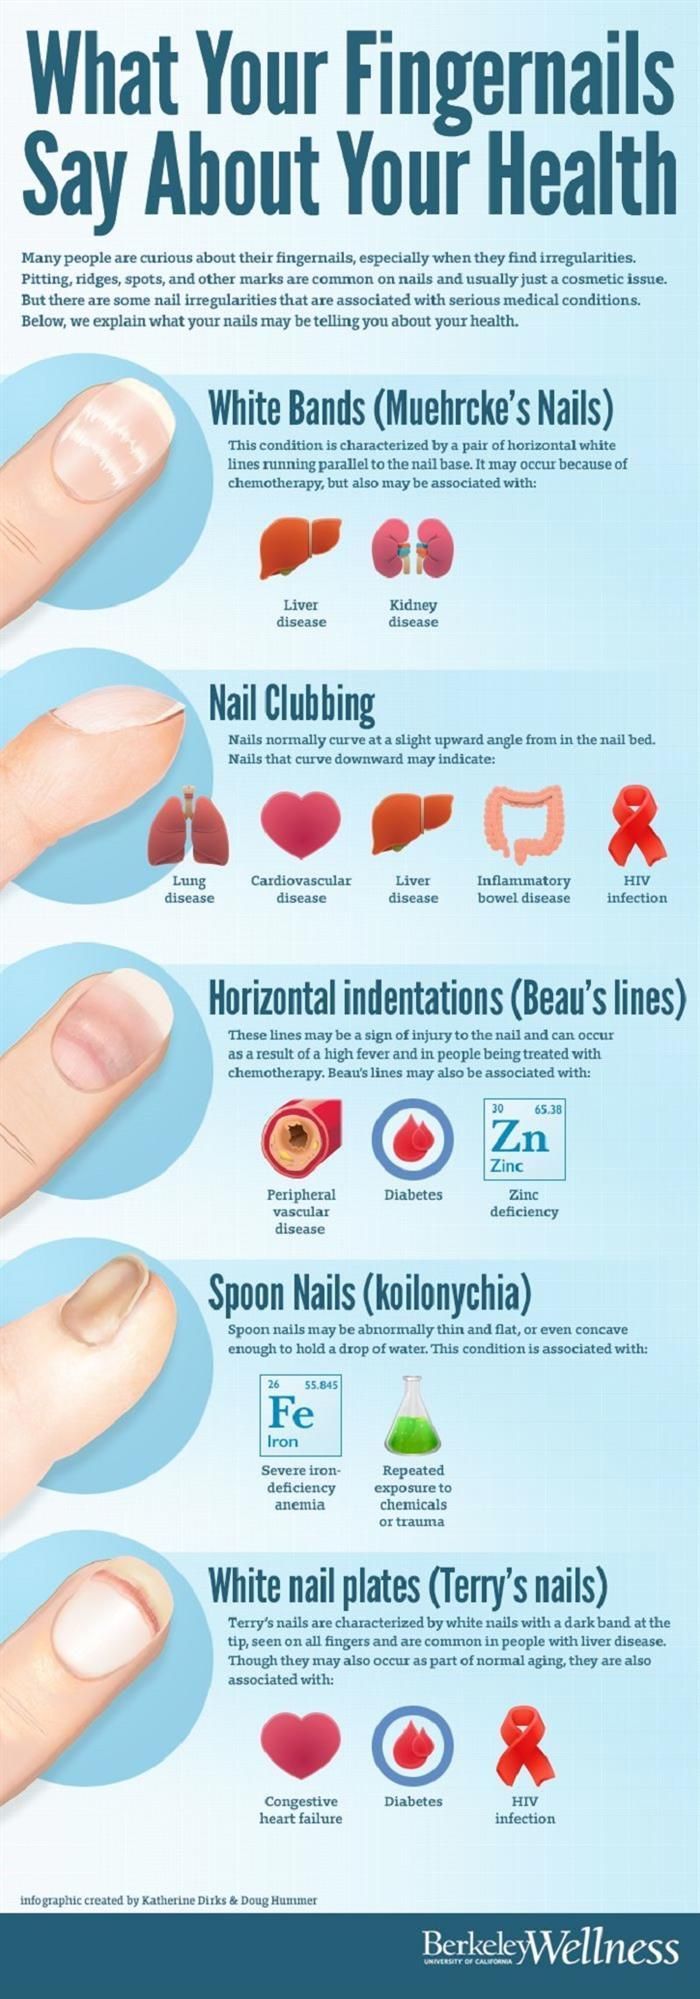 What Your Fingernails
Say About Your Health
Many people are curious about their fingernails, especially when they find irregularities.
Pitting, ridges, spots, and other marks are common on nails and usually just a cosmetic issue.
But there are some nail irregularities that are associated with serious medical conditions.
Below, we explain what your nails may be telling you about your health.
White Bands (Muehrcke's Nails)
This condition is characterized by a pair of horizontal white
lines running parallel to the nail base. It may occur because of
chemotherapy, but also may be associated with:
Liver
disease
Kidney
disease
Nail Clubbing
Nails normally curve at a slight upward angle from in the nail bed.
Nails that curve downward may indicate:
Lung
disease
Cardiovascular
disease
Liver
disease
Inflammatory
bowel disease
HIV
infection
Horizontal indentations (Beau's lines)
These lines may be a sign of injury to the nail and can occur
as a result of a high fever and in people being treated with
chemotherapy. Beau's lines may also be associated with:
30 65.38
Zn
Zinc
Peripheral
vascular
disease
Diabetes
Zinc
deficiency
Spoon Nails (koilonychia)
Spoon nails may be abnormally thin and flat, or even concave
enough to hold a drop of water. This condition is associated with:
26 55.845
Fe
Iron
Severe iron-
deficiency
anemia
Repeated
exposure to
chemicals
or trauma
White nail plates (Terry's nails)
Terry's nails are characterized by white nails with a dark band at the
tip, seen on all fingers and are common in people with liver disease.
Though they may also occur as part of normal aging, they are also
associated with:
Congestive
heart failure
Diabetes
HIV
infection
infographic created by Katherine Dirks & Doug Hummer
BerkeleyWellness
UNIVERSITY OF CALIFORNIA